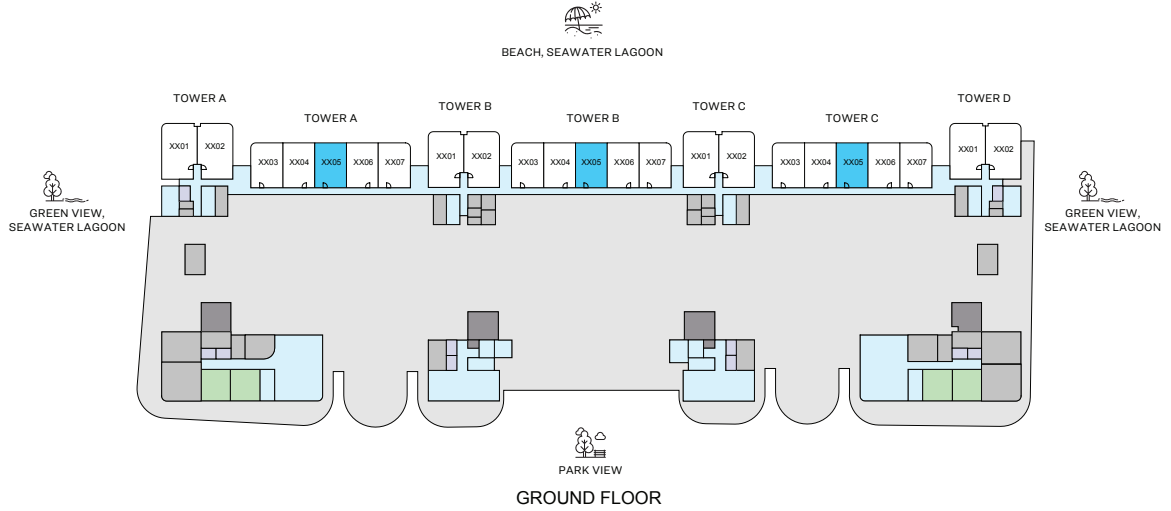 BEACH, SEAWATER LAGOON
TOWER A
TOWER A
TOWER B
TOWER B
TOWER C
TOWER C
TOWER D
XX01
XX02
XX03
XX04
XX05
XX06
XX07
XX01
XX02
XX03
XX04
XX05
XX06
XX07
XX01
XX02
XX03
XX04
XX05
XX06
XX07
XX01
XX02
GREEN VIEW,
SEAWATER LAGOON
GREEN VIEW,
SEAWATER LAGOON
PARK VIEW
GROUND FLOOR